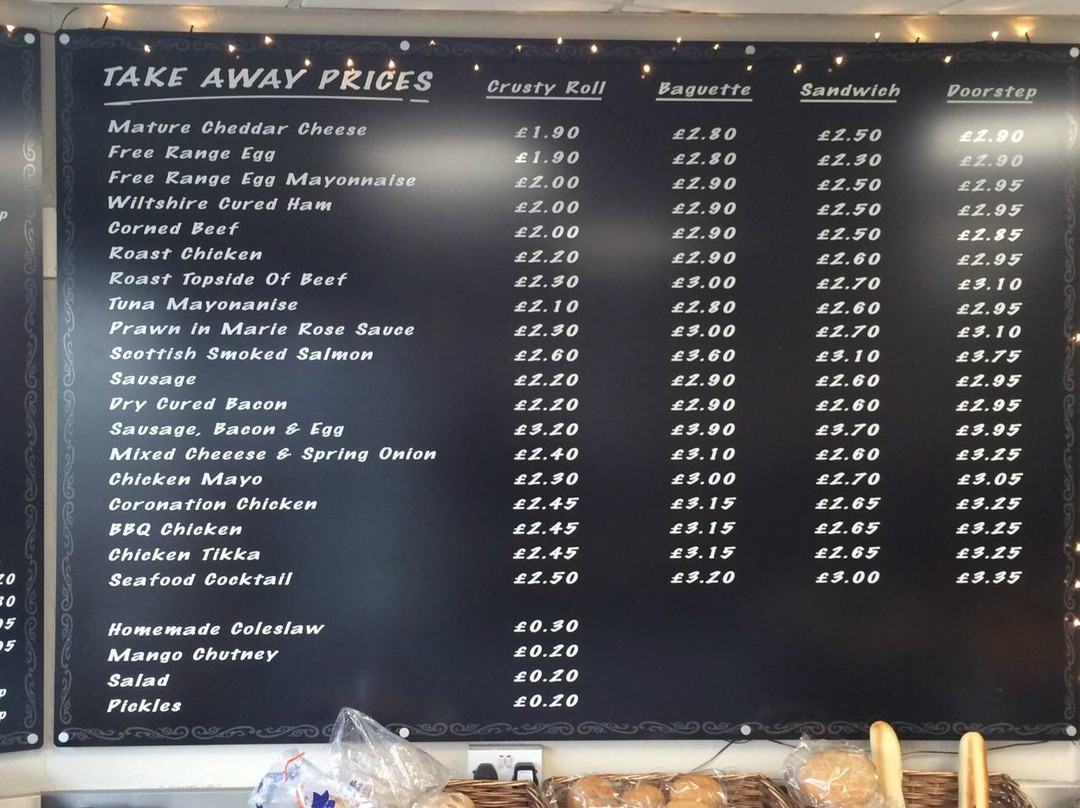 TAKE AWAY PRICES Crusty Roll Baguette Sandwich Doorstep
Mature Cheddar Cheese £1.90 £2.80 £2.50 £2.90
Free Range Egg £1.90 £2.80 £2.30 £2.90
Free Range Egg Mayonnaise £2.00 £2.90 £2.50 £2.95
Wiltshire Cured Ham £2.00 £2.90 £2.50 £2.95
Corned Beef £2.00 £2.90 £2.50 £2.85
Roast Chicken £2.20 £2.90 £2.60 £2.95
Roast Topside Of Beef £2.30 £3.00 £2.70 £3.10
Tuna Mayonanise £2.10 £2.80 £2.60 £2.95
Prawn in Marie Rose Sauce £2.30 £3.00 £2.70 £3.10
Scottish Smoked Salmon £2.60 £3.60 £3.10 £3.75
Sausage £2.20 £2.90 £2.60 £2.95
Dry Cured Bacon £2.20 £2.90 £2.60 £2.95
Sausage, Bacon & Egg £3.20 £3.90 £3.70 £3.95
Mixed Cheeese & Spring Onion £2.40 £3.10 £2.60 £3.25
Chicken Mayo £2.30 £3.00 £2.70 £3.05
Coronation Chicken £2.45 £3.15 £2.65 £3.25
BBQ Chicken £2.45 £3.15 £2.65 £3.25
Chicken Tikka £2.45 £3.15 £2.65 £3.25
Seafood Cocktail £2.50 £3.20 £3.00 £3.35
Homemade Coleslaw £0.30
Mango Chutney £0.20
Salad £0.20
Pickles £0.20